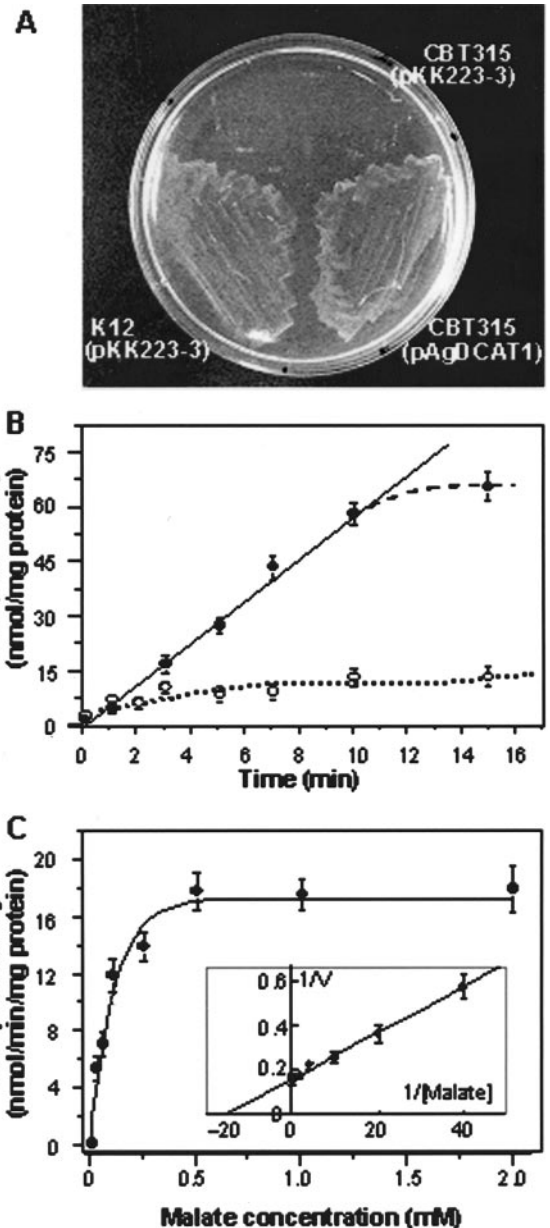 A
CBT315
(pKK223-3)
K12
(pKK223-3)
CBT315
(pAgDCAT1)
B
(nmol/mg protein)
75
60
45
30
15
0
0 2 4 6 8 10 12 14 16
Time (min)
C
(nmol/min/mg protein)
20
16
12
8
4
0
1/V
0.6
0.4
0.2
0
1/[Malate]
−20 0 20 40
0 0.5 1.0 1.5 2.0
Malate concentration (mM)